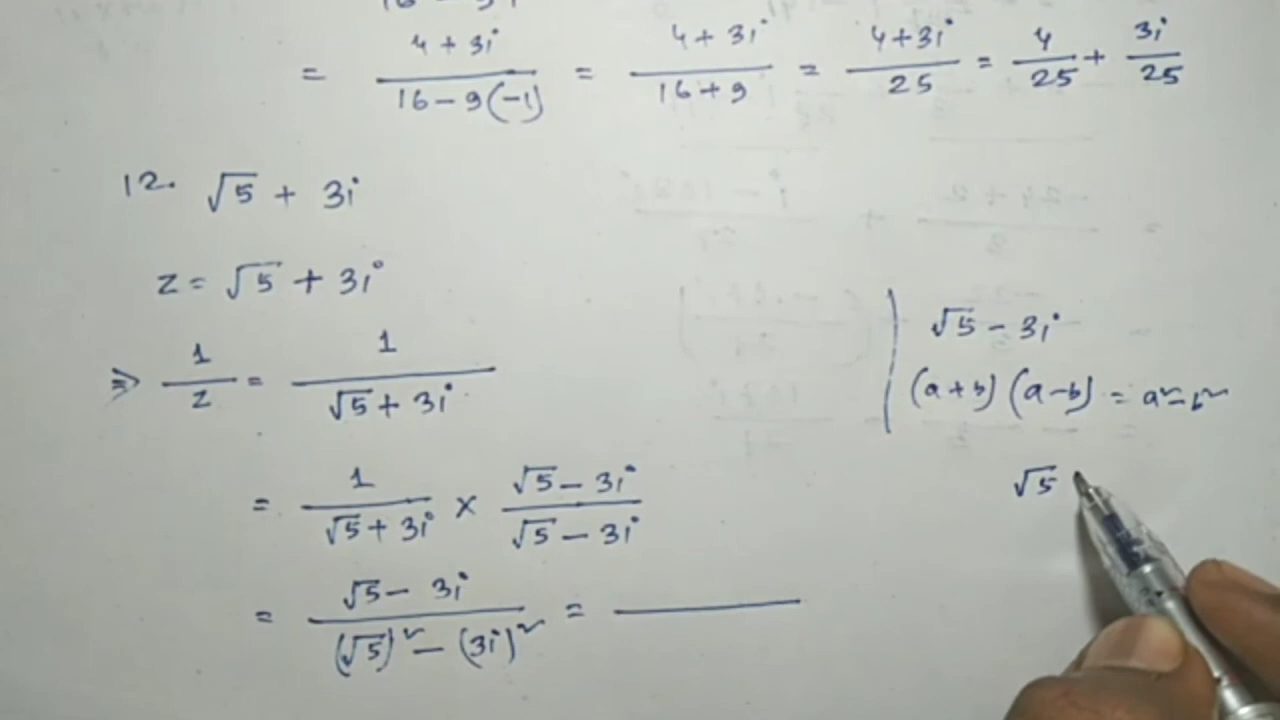 = 4 + 3i / 16 - 9(-1) = 4 + 3i / 16 + 9 = 4 + 3i / 25 = 4 / 25 + 3i / 25
12. √5 + 3i
z = √5 + 3i
⇒ 1 / z = 1 / √5 + 3i
= 1 / √5 + 3i × √5 - 3i / √5 - 3i
= √5 - 3i / (√5)² - (3i)² =
√5 - 3i
(a + b) (a - b) = a² - b²
√5